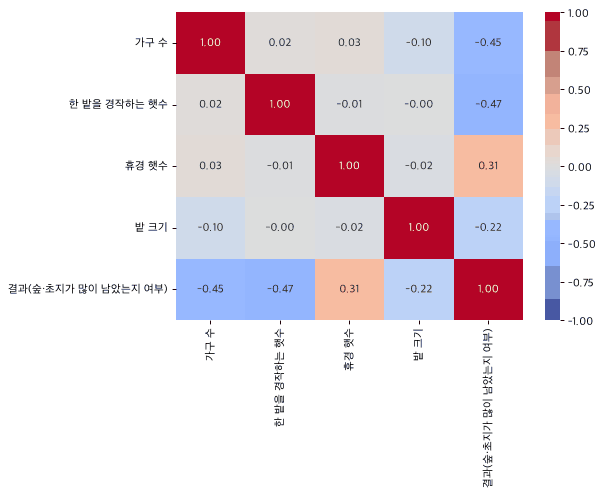 가구 수 1.00 0.02 0.03 -0.10 -0.45
한 밭을 경작하는 햇수 0.02 1.00 -0.01 -0.00 -0.47
휴경 햇수 0.03 -0.01 1.00 -0.02 0.31
밭 크기 -0.10 -0.00 -0.02 1.00 -0.22
결과(숲·초지가 많이 남았는지 여부) -0.45 -0.47 0.31 -0.22 1.00
가구 수
한 밭을 경작하는 햇수
휴경 햇수
밭 크기
결과(숲·초지가 많이 남았는지 여부)
1.00
0.75
0.50
0.25
0.00
-0.25
-0.50
-0.75
-1.00